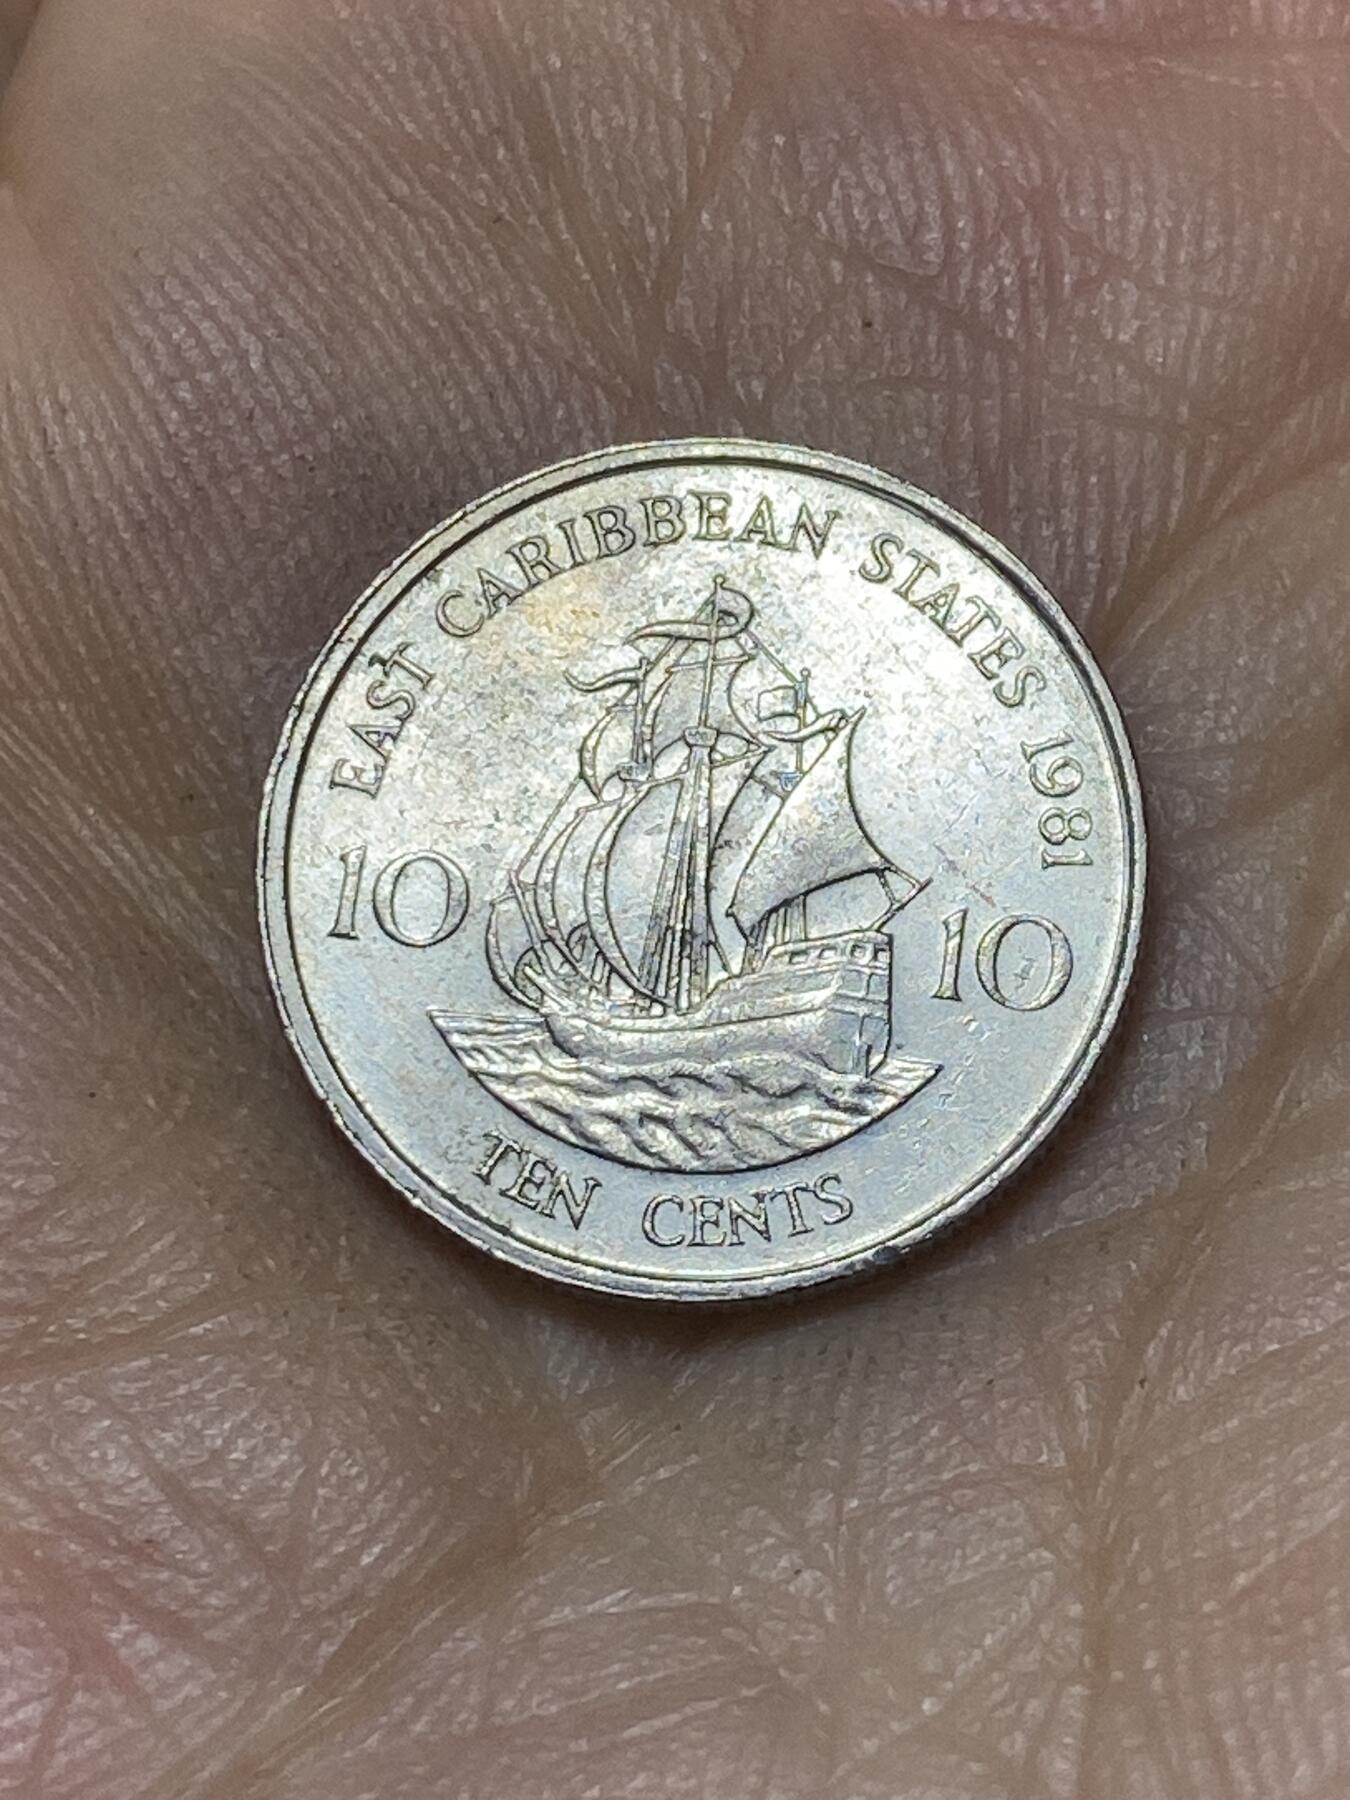 EAST CARIBBEAN STATES 1981
10 10
TEN CENTS